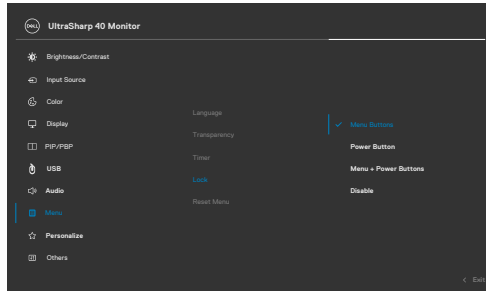 DELL
UltraSharp 40 Monitor
Brightness/Contrast
Input Source
Color
Display
PIP/PBP
USB
Audio
Menu
Personalize
Others
Language
Transparency
Timer
Lock
Reset Menu
Menu Buttons
Power Button
Menu + Power Buttons
Disable
Exit